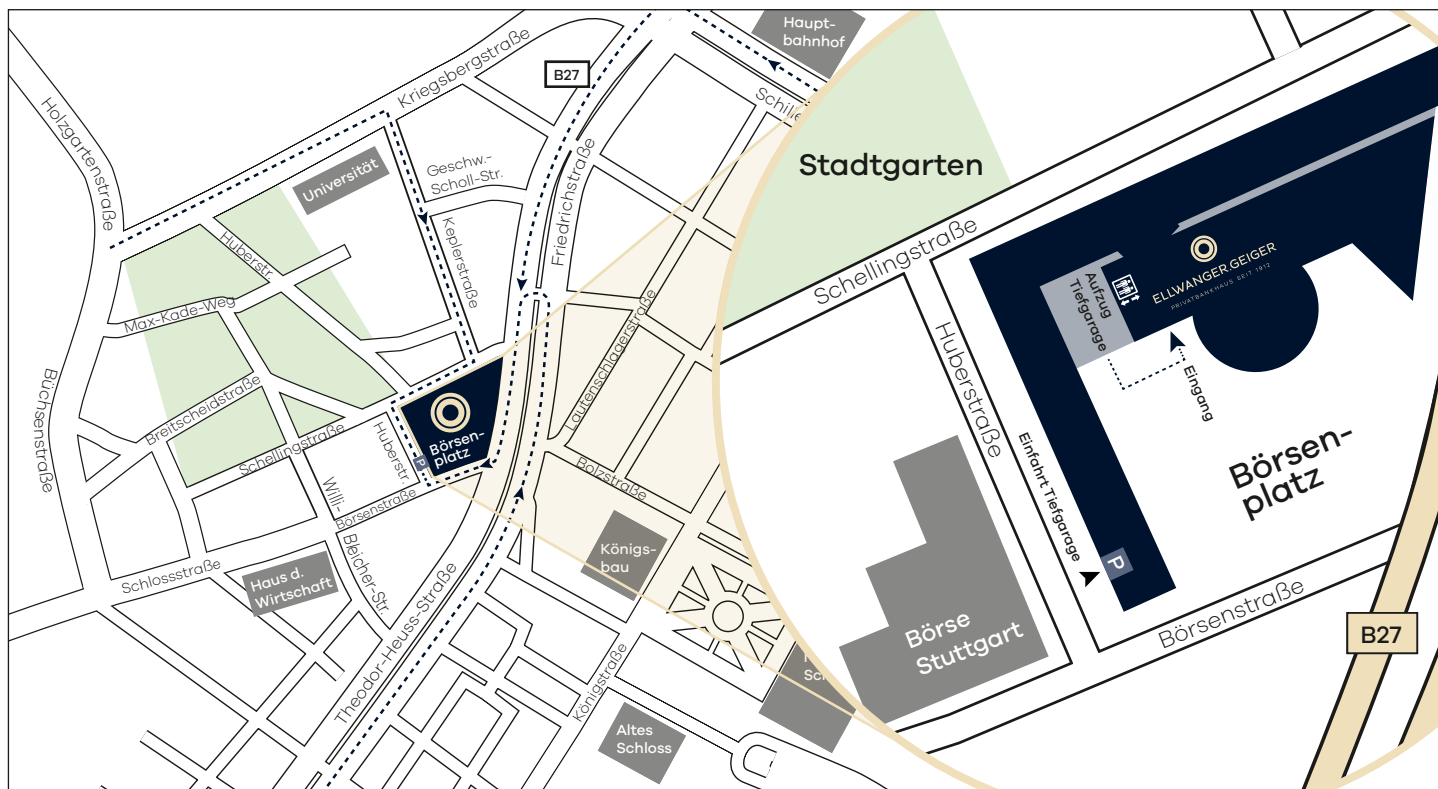 Haupt-
bahnhof
B27
Kriegsbergstraße
Holzgartenstraße
Universität
Geschw.-
Scholl-Str.
Keplerstraße
Friedrichstraße
Huberstr.
Max-Kade-Weg
Büchsenstraße
Breitscheidstraße
Schellingstraße
Huberstr.
P
Börsen-
platz
Lautenschlagerstraße
Bolzstraße
Willi-
Bleicher-Str.
Börsenstraße
Schlossstraße
Haus d.
Wirtschaft
Königs-
bau
Theodor-Heuss-Straße
Königstraße
Altes
Schloss
Stadtgarten
Schellingstraße
Huberstraße
Aufzug
Tiefgarage
ELLWANGER.GEIGER
PRIVATBANKHAUS SEIT 1912
Eingang
Einfahrt Tiefgarage
P
Börsen-
platz
Börse
Stuttgart
Börsenstraße
B27